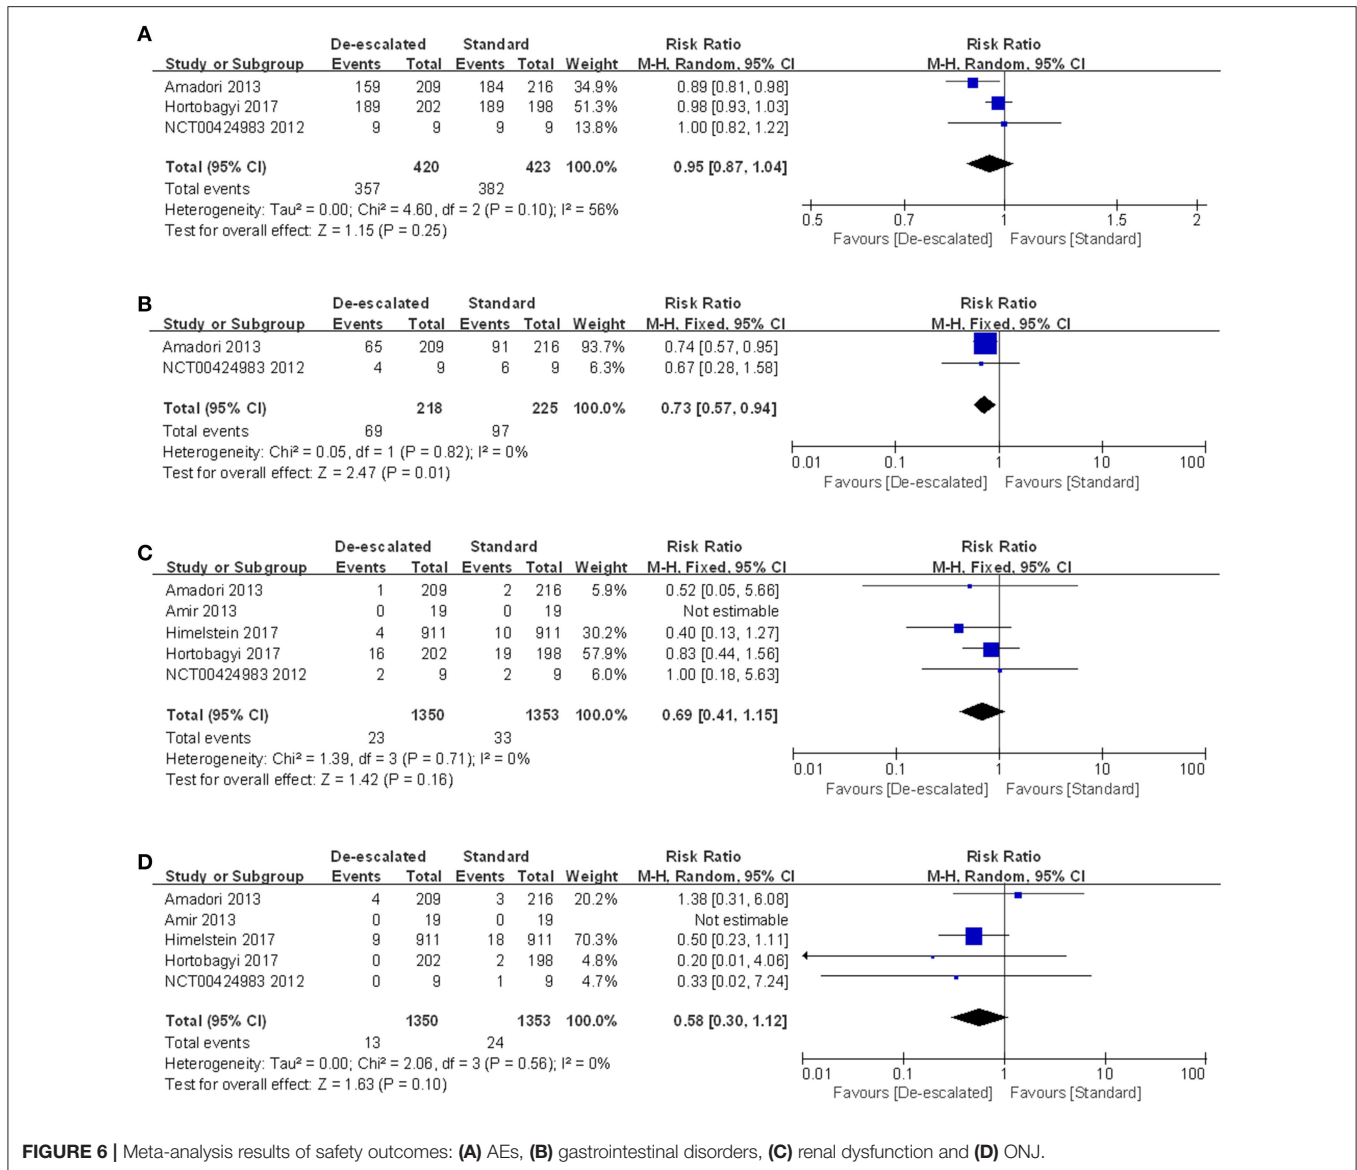 A
De-escalated Standard Risk Ratio Risk Ratio
Study or Subgroup Events Total Events Total Weight M-H, Random, 95% CI M-H, Random, 95% CI
Amadori 2013 159 209 184 216 34.9% 0.89 [0.81, 0.98]
Hortobagyi 2017 189 202 189 198 51.3% 0.98 [0.93, 1.03]
NCT00424983 2012 9 9 9 9 13.8% 1.00 [0.82, 1.22]
Total (95% CI) 420 423 100.0% 0.95 [0.87, 1.04]
Total events 357 382
Heterogeneity: Tau² = 0.00; Chi² = 4.60, df = 2 (P = 0.10); I² = 56%
Test for overall effect: Z = 1.15 (P = 0.25)
0.5 0.7 1 1.5 2
Favours [De-escalated] Favours [Standard]
B
De-escalated Standard Risk Ratio Risk Ratio
Study or Subgroup Events Total Events Total Weight M-H, Fixed, 95% CI M-H, Fixed, 95% CI
Amadori 2013 65 209 91 216 93.7% 0.74 [0.57, 0.95]
NCT00424983 2012 4 9 6 9 6.3% 0.67 [0.28, 1.58]
Total (95% CI) 218 225 100.0% 0.73 [0.57, 0.94]
Total events 69 97
Heterogeneity: Chi² = 0.05, df = 1 (P = 0.82); I² = 0%
Test for overall effect: Z = 2.47 (P = 0.01)
0.01 0.1 1 10 100
Favours [De-escalated] Favours [Standard]
C
De-escalated Standard Risk Ratio Risk Ratio
Study or Subgroup Events Total Events Total Weight M-H, Fixed, 95% CI M-H, Fixed, 95% CI
Amadori 2013 1 209 2 216 5.9% 0.52 [0.05, 5.66]
Amir 2013 0 19 0 19 Not estimable
Himelstein 2017 4 911 10 911 30.2% 0.40 [0.13, 1.27]
Hortobagyi 2017 16 202 19 198 57.9% 0.83 [0.44, 1.56]
NCT00424983 2012 2 9 2 9 6.0% 1.00 [0.18, 5.63]
Total (95% CI) 1350 1353 100.0% 0.69 [0.41, 1.15]
Total events 23 33
Heterogeneity: Chi² = 1.39, df = 3 (P = 0.71); I² = 0%
Test for overall effect: Z = 1.42 (P = 0.16)
0.01 0.1 1 10 100
Favours [De-escalated] Favours [Standard]
D
De-escalated Standard Risk Ratio Risk Ratio
Study or Subgroup Events Total Events Total Weight M-H, Random, 95% CI M-H, Random, 95% CI
Amadori 2013 4 209 3 216 20.2% 1.38 [0.31, 6.08]
Amir 2013 0 19 0 19 Not estimable
Himelstein 2017 9 911 18 911 70.3% 0.50 [0.23, 1.11]
Hortobagyi 2017 0 202 2 198 4.8% 0.20 [0.01, 4.06]
NCT00424983 2012 0 9 1 9 4.7% 0.33 [0.02, 7.24]
Total (95% CI) 1350 1353 100.0% 0.58 [0.30, 1.12]
Total events 13 24
Heterogeneity: Tau² = 0.00; Chi² = 2.06, df = 3 (P = 0.56); I² = 0%
Test for overall effect: Z = 1.63 (P = 0.10)
0.01 0.1 1 10 100
Favours [De-escalated] Favours [Standard]
FIGURE 6 | Meta-analysis results of safety outcomes: (A) AEs, (B) gastrointestinal disorders, (C) renal dysfunction and (D) ONJ.